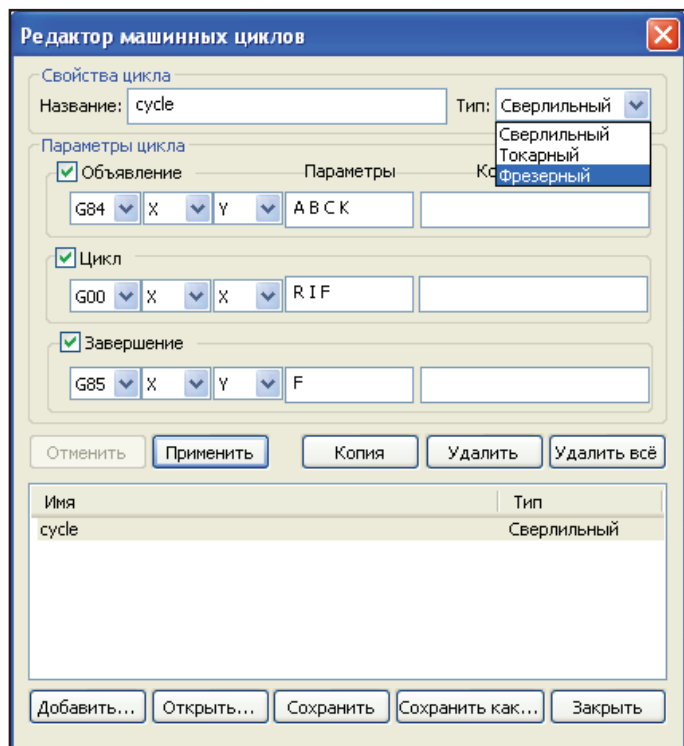 Редактор машинных циклов
Свойства цикла
Название: cycle Тип: Сверлильный
Сверлильный
Токарный
Фрезерный
Параметры цикла
Объявление Параметры
G84 X Y A B C K
Цикл
G00 X X R I F
Завершение
G85 X Y F
Отменить Применить Копия Удалить Удалить всё
Имя Тип
cycle Сверлильный
Добавить... Открыть... Сохранить Сохранить как... Закрыть